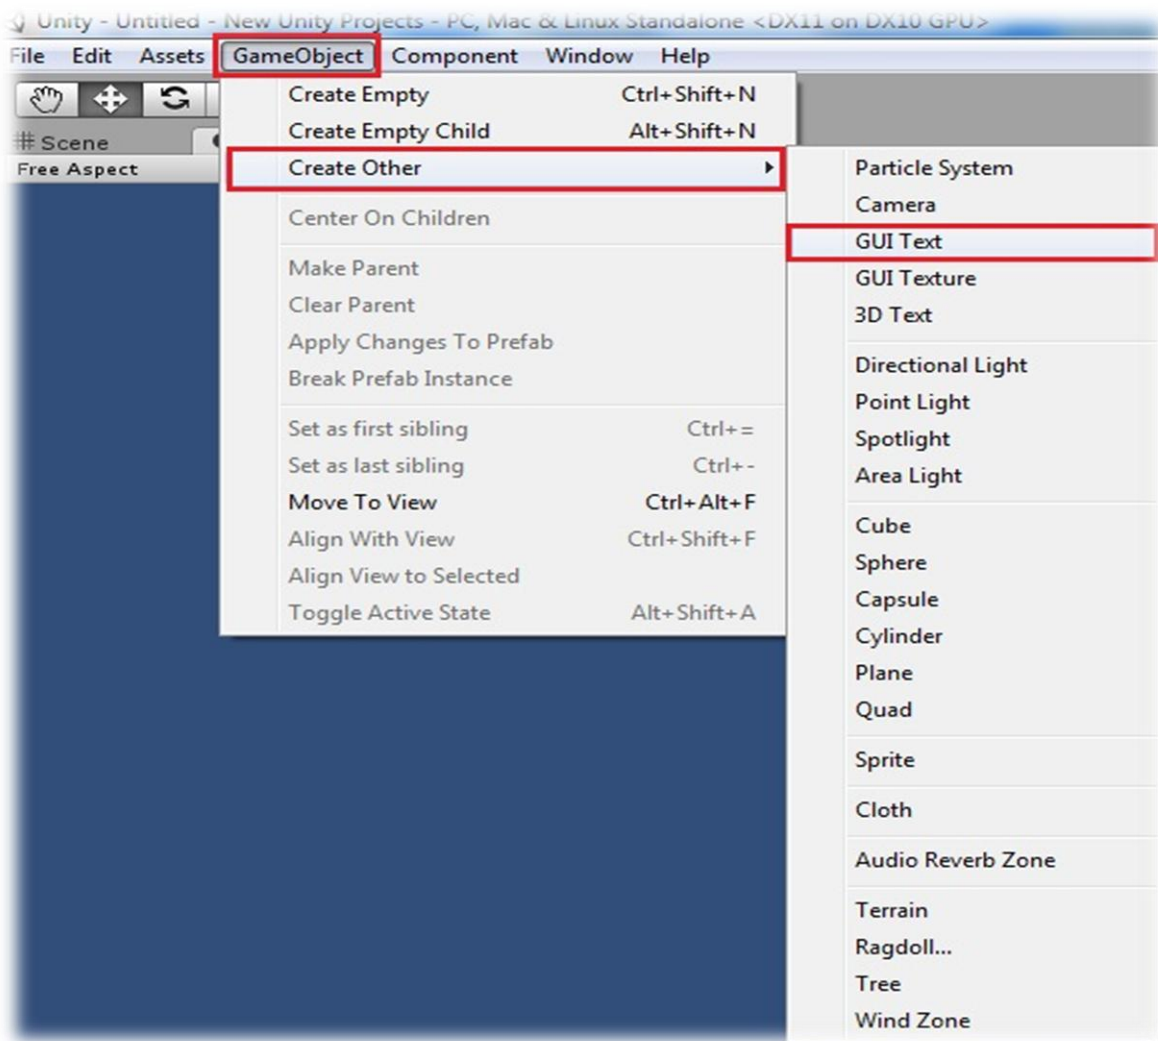 Unity - Untitled - New Unity Projects - PC, Mac & Linux Standalone <DX11 on DX10 GPU>
File Edit Assets GameObject Component Window Help
# Scene
Free Aspect
Create Empty Ctrl+Shift+N
Create Empty Child Alt+Shift+N
Create Other
Center On Children
Make Parent
Clear Parent
Apply Changes To Prefab
Break Prefab Instance
Set as first sibling Ctrl+=
Set as last sibling Ctrl+-
Move To View Ctrl+Alt+F
Align With View Ctrl+Shift+F
Align View to Selected
Toggle Active State Alt+Shift+A
Particle System
Camera
GUI Text
GUI Texture
3D Text
Directional Light
Point Light
Spotlight
Area Light
Cube
Sphere
Capsule
Cylinder
Plane
Quad
Sprite
Cloth
Audio Reverb Zone
Terrain
Ragdoll...
Tree
Wind Zone